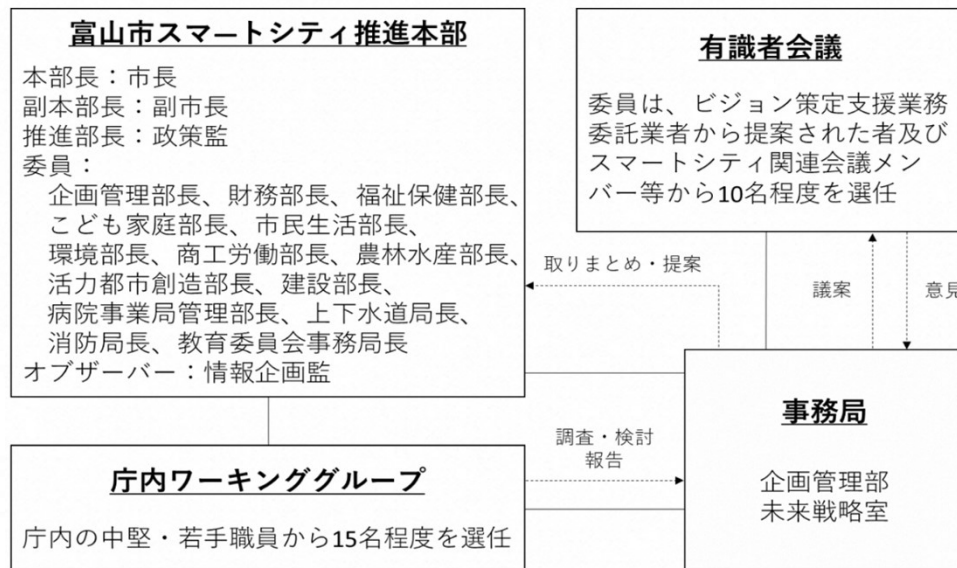 富山市スマートシティ推進本部
本部長：市長
副本部長：副市長
推進部長：政策監
委員：
企画管理部長、財務部長、福祉保健部長、
こども家庭部長、市民生活部長、
環境部長、商工労働部長、農林水産部長、
活力都市創造部長、建設部長、
病院事業局管理部長、上下水道局長、
消防局長、教育委員会事務局長
オブザーバー：情報企画監
有識者会議
委員は、ビジョン策定支援業務
委託業者から提案された者及び
スマートシティ関連会議メン
バー等から10名程度を選任
取りまとめ・提案
議案
意見
庁内ワーキンググループ
庁内の中堅・若手職員から15名程度を選任
調査・検討
報告
事務局
企画管理部
未来戦略室